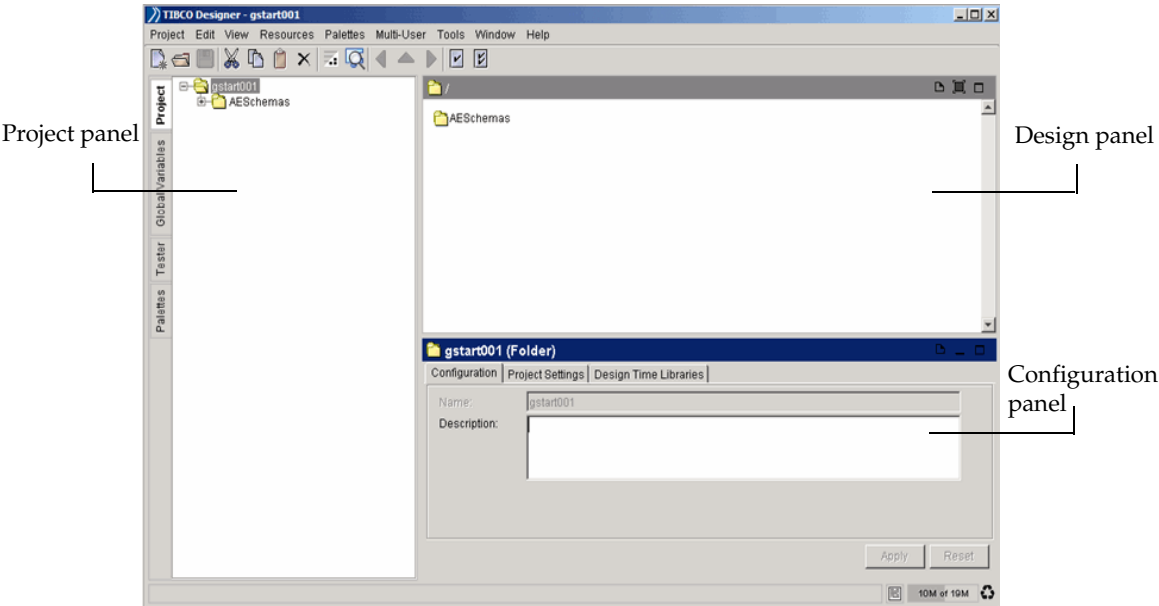 TIBCO Designer - gstart001
Project Edit View Resources Palettes Multi-User Tools Window Help
Project panel
Project
Global Variables
Tester
Palettes
gstart001
AESchemas
/
AESchemas
Design panel
gstart001 (Folder)
Configuration Project Settings Design Time Libraries
Name: gstart001
Description:
Configuration
panel
Apply Reset
10M of 19M